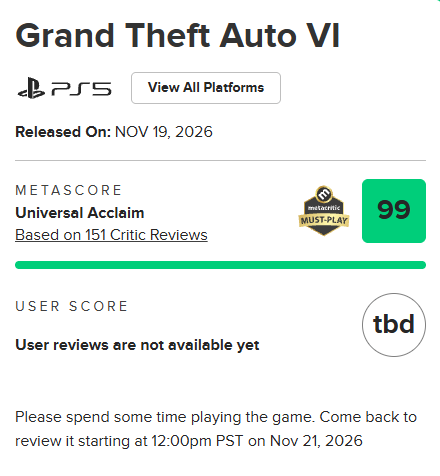 Grand Theft Auto VI
PS5
View All Platforms
Released On: NOV 19, 2026
METASCORE
Universal Acclaim
Based on 151 Critic Reviews
m
metacritic
MUST-PLAY
99
USER SCORE
User reviews are not available yet
tbd
Please spend some time playing the game. Come back to
review it starting at 12:00pm PST on Nov 21, 2026